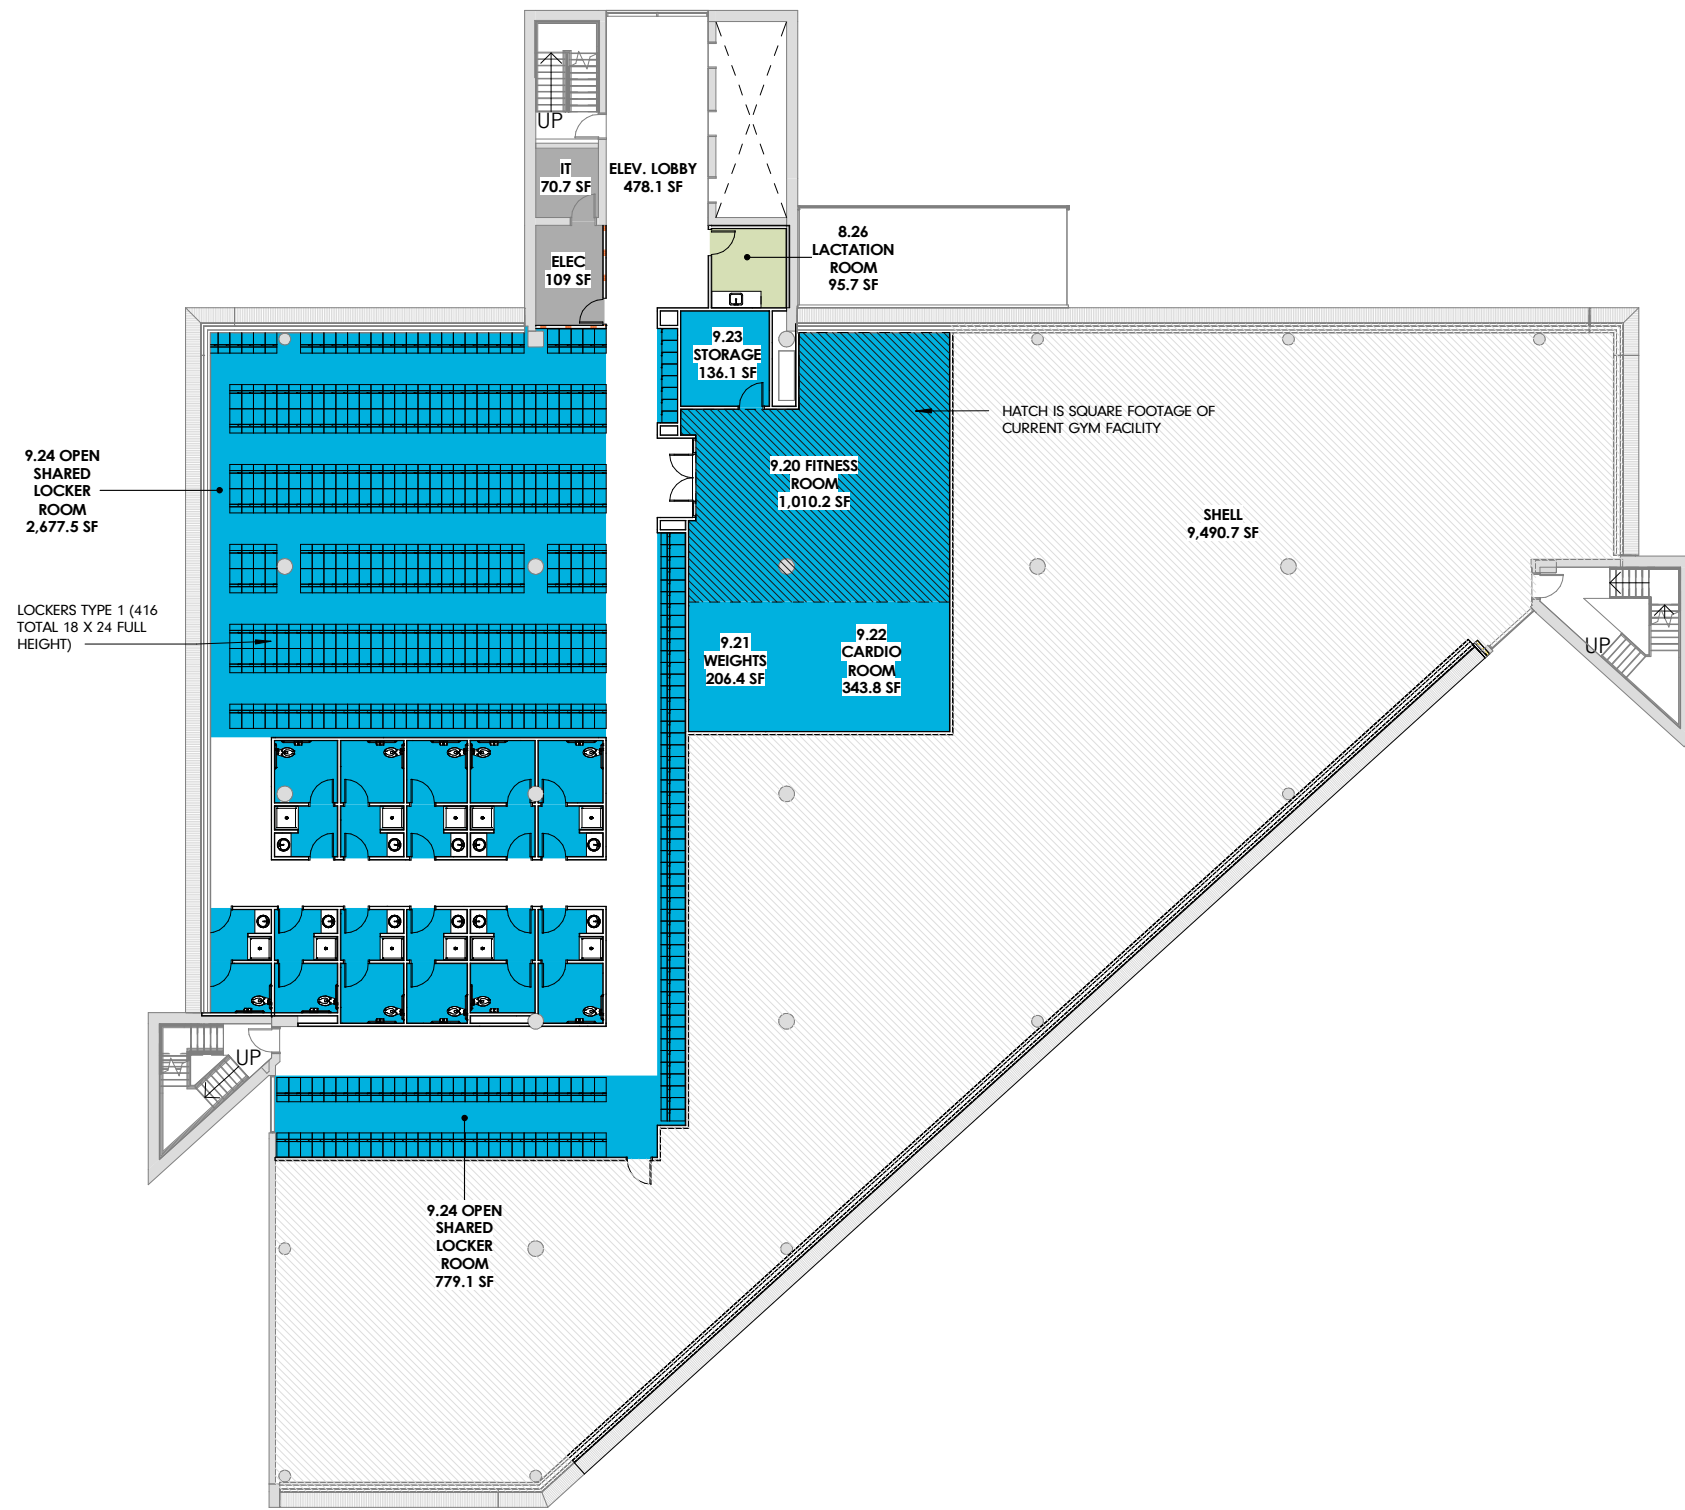 UP
IT
70.7 SF
ELEV. LOBBY
478.1 SF
ELEC
109 SF
8.26
LACTATION
ROOM
95.7 SF
9.23
STORAGE
136.1 SF
HATCH IS SQUARE FOOTAGE OF
CURRENT GYM FACILITY
9.24 OPEN
SHARED
LOCKER
ROOM
2,677.5 SF
9.20 FITNESS
ROOM
1,010.2 SF
SHELL
9,490.7 SF
LOCKERS TYPE 1 (416
TOTAL 18 X 24 FULL
HEIGHT)
9.21
WEIGHTS
206.4 SF
9.22
CARDIO
ROOM
343.8 SF
UP
UP
9.24 OPEN
SHARED
LOCKER
ROOM
779.1 SF